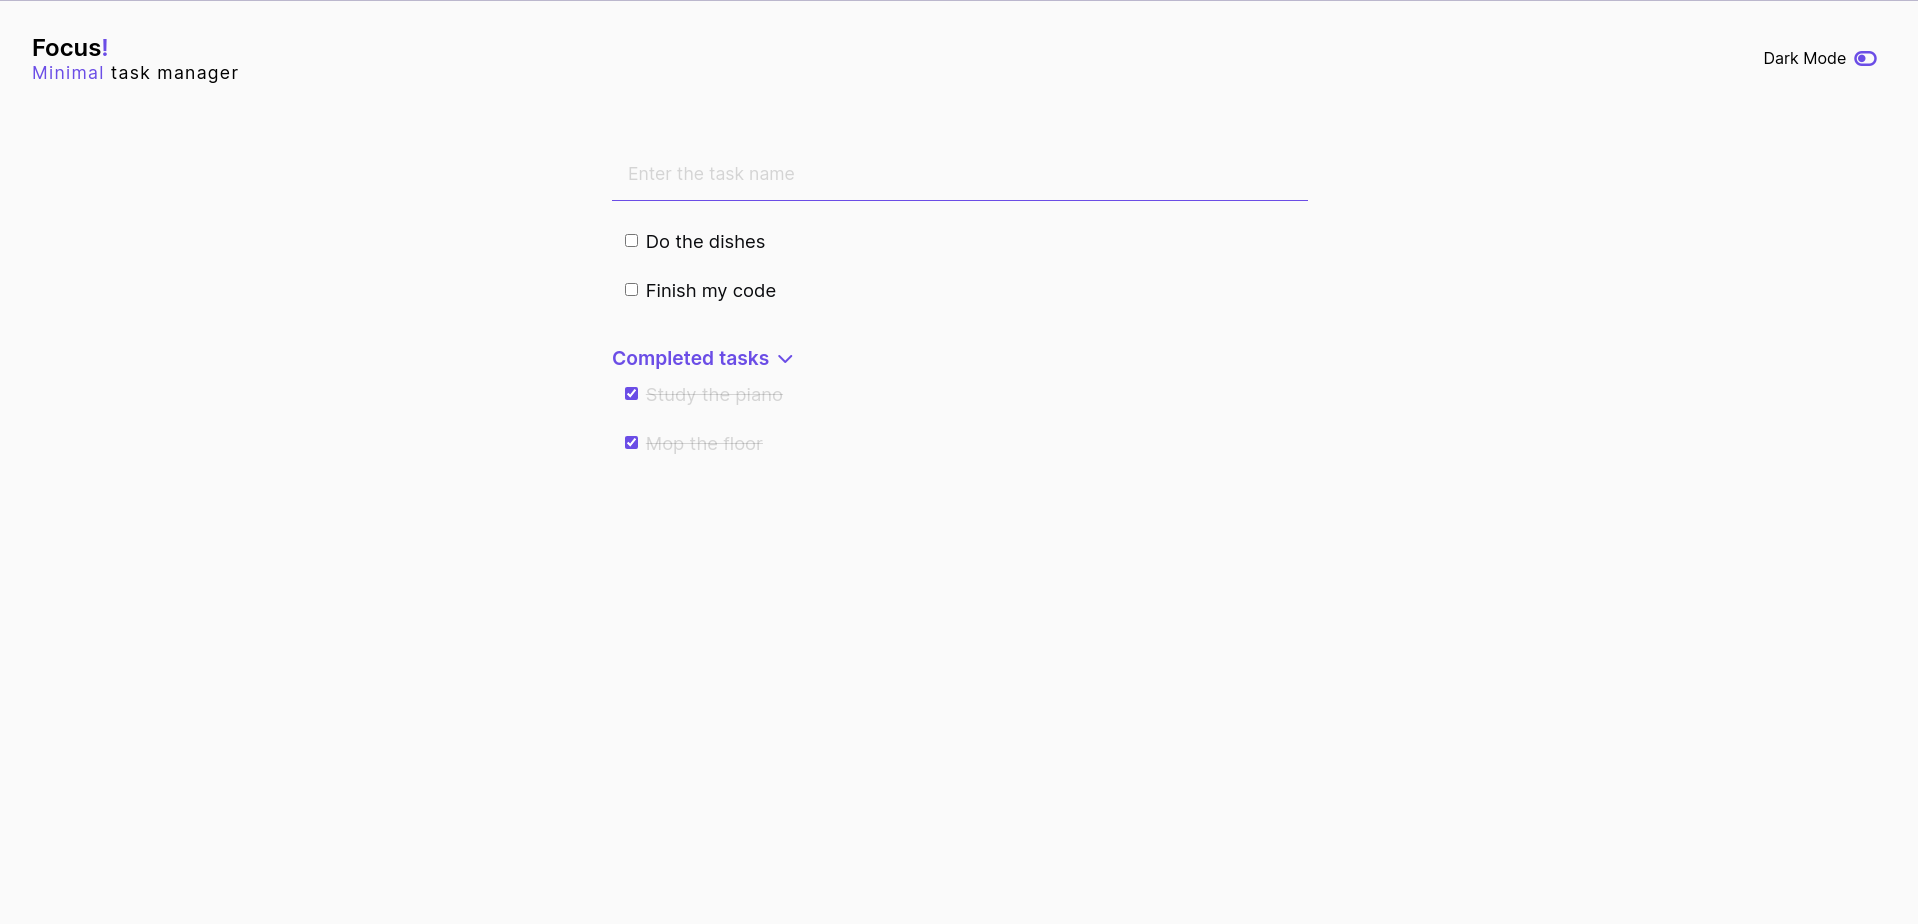 Focus!
Minimal task manager
Dark Mode
Enter the task name
Do the dishes
Finish my code
Completed tasks
Study the piano
Mop the floor